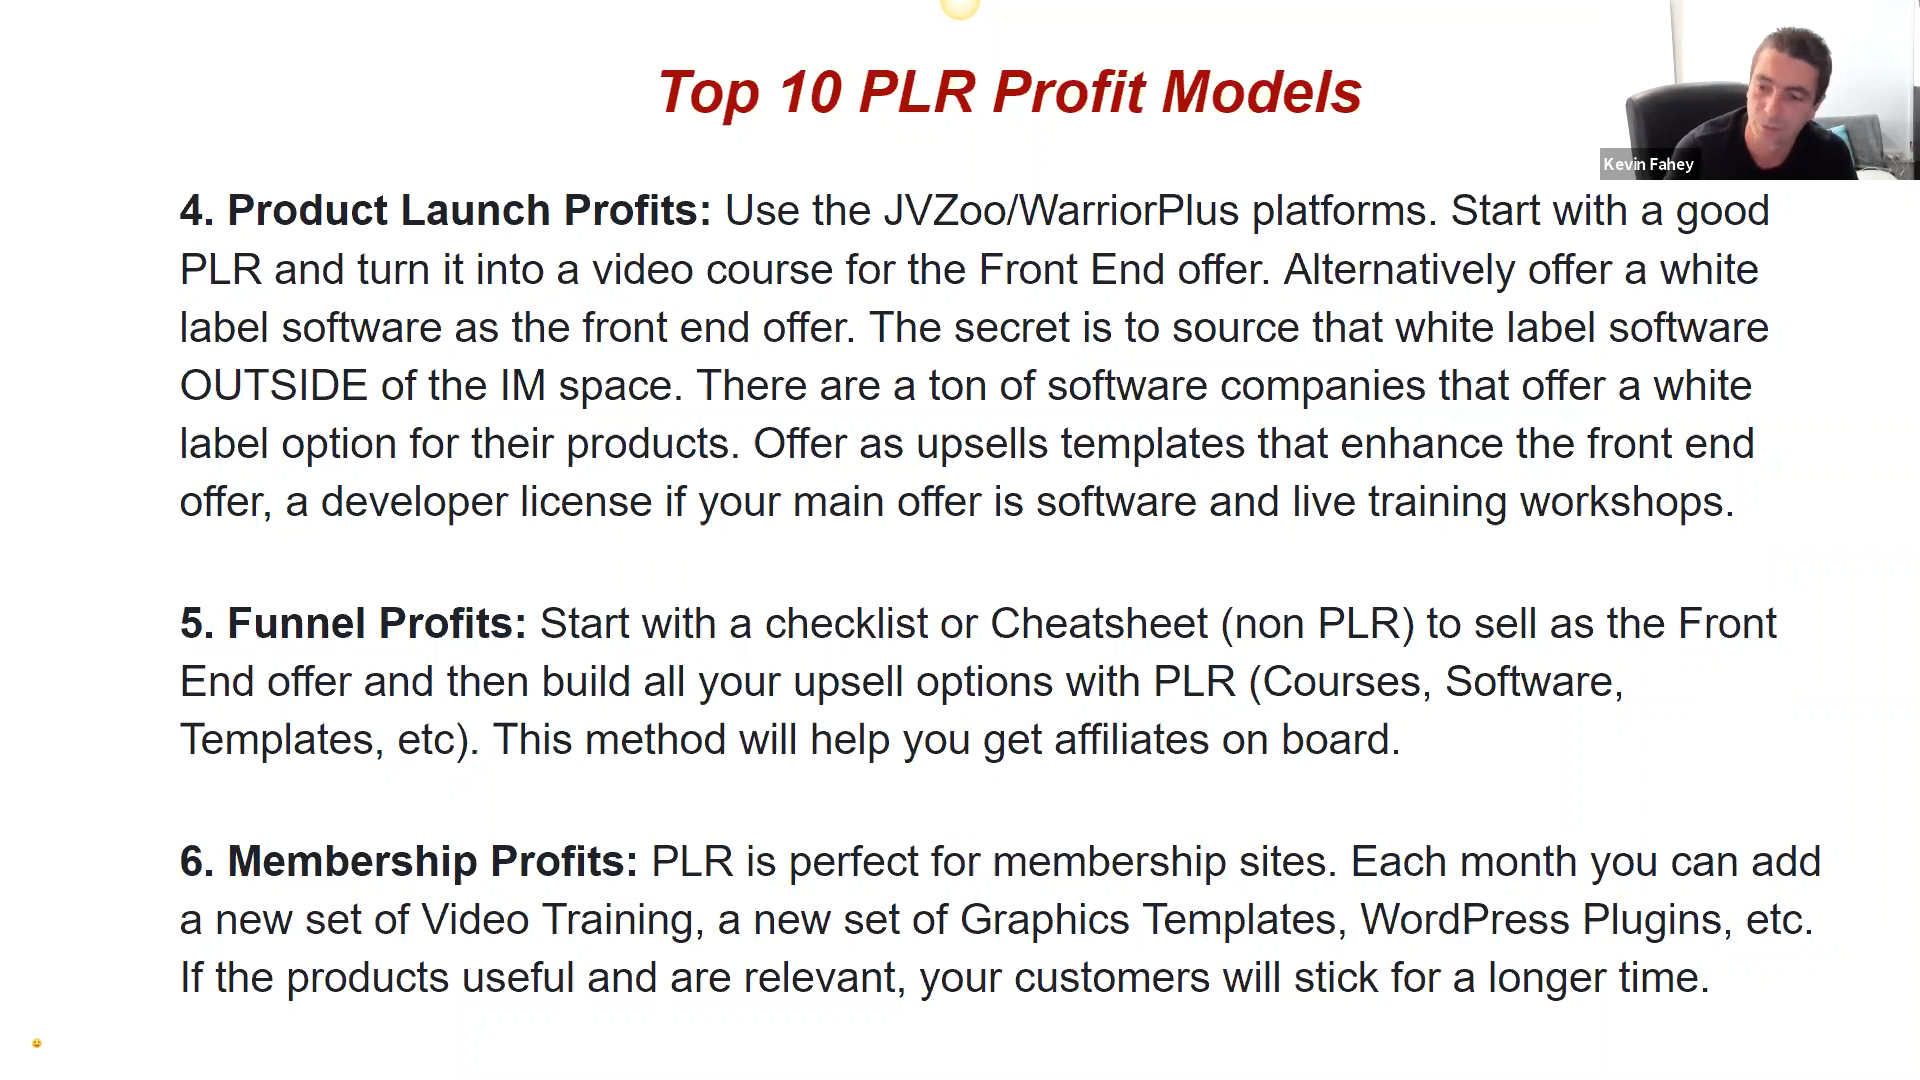 Top 10 PLR Profit Models
Kevin Fahey
4. Product Launch Profits: Use the JVZoo/WarriorPlus platforms. Start with a good
PLR and turn it into a video course for the Front End offer. Alternatively offer a white
label software as the front end offer. The secret is to source that white label software
OUTSIDE of the IM space. There are a ton of software companies that offer a white
label option for their products. Offer as upsells templates that enhance the front end
offer, a developer license if your main offer is software and live training workshops.
5. Funnel Profits: Start with a checklist or Cheatsheet (non PLR) to sell as the Front
End offer and then build all your upsell options with PLR (Courses, Software,
Templates, etc). This method will help you get affiliates on board.
6. Membership Profits: PLR is perfect for membership sites. Each month you can add
a new set of Video Training, a new set of Graphics Templates, WordPress Plugins, etc.
If the products useful and are relevant, your customers will stick for a longer time.